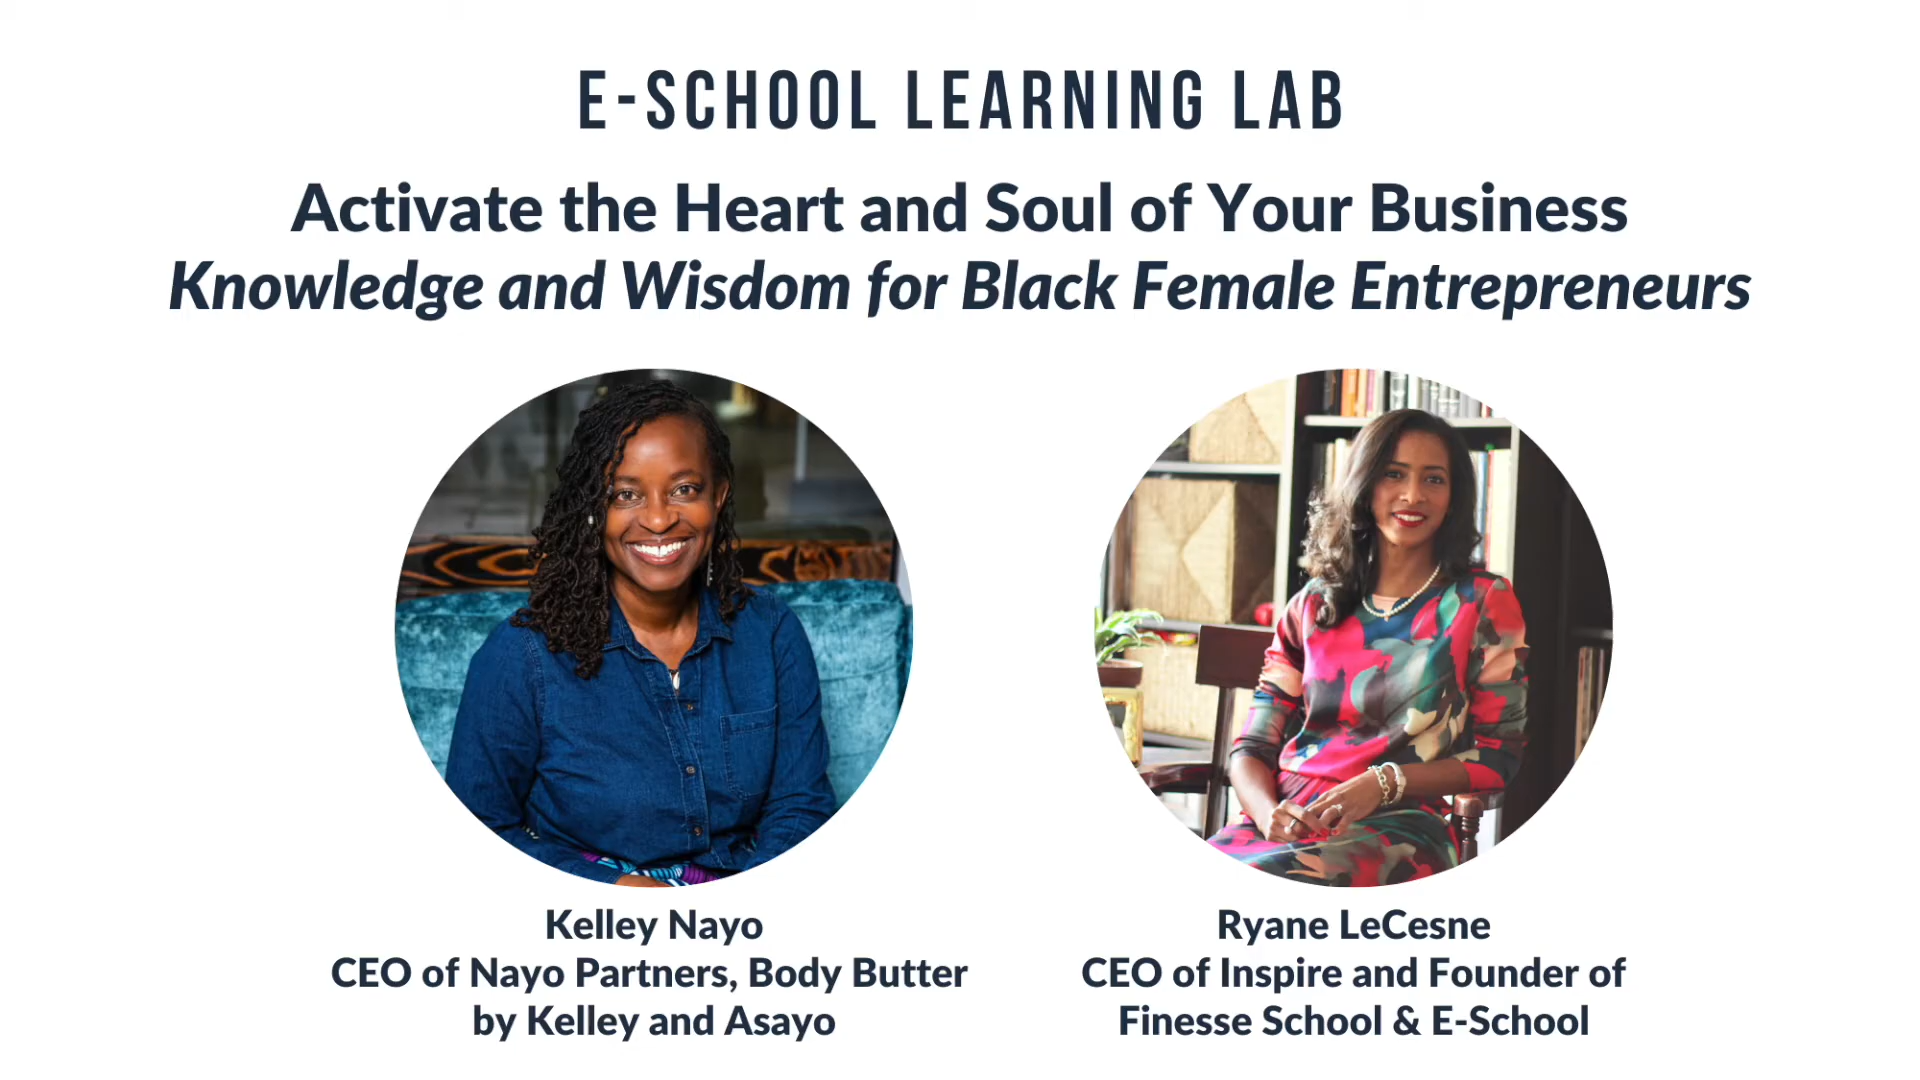 E-SCHOOL LEARNING LAB
Activate the Heart and Soul of Your Business
Knowledge and Wisdom for Black Female Entrepreneurs
Kelley Nayo
CEO of Nayo Partners, Body Butter
by Kelley and Asayo
Ryane LeCesne
CEO of Inspire and Founder of
Finesse School & E-School